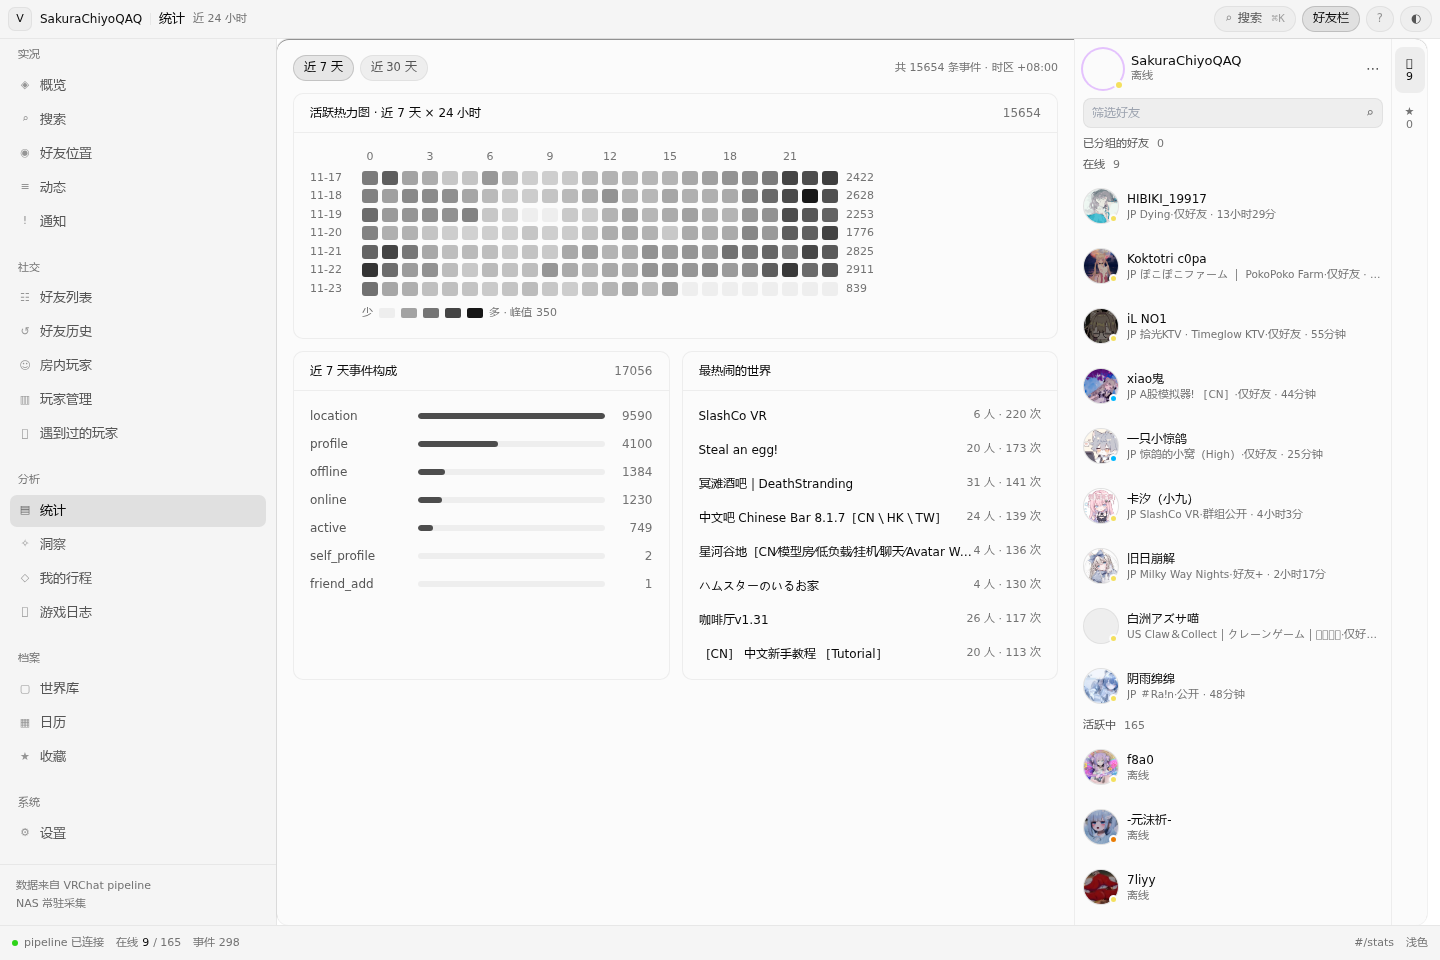 V SakuraChiyoQAQ 统计 近 24 小时
搜索 ⌘K 好友栏 ?
实况
概览
搜索
好友位置
动态
通知
社交
好友列表
好友历史
房内玩家
玩家管理
遇到过的玩家
分析
统计
洞察
我的行程
游戏日志
档案
世界库
日历
收藏
系统
设置
数据来自 VRChat pipeline
NAS 常驻采集
近 7 天 近 30 天 共 15654 条事件 · 时区 +08:00
活跃热力图 · 近 7 天 × 24 小时 15654
0 3 6 9 12 15 18 21
11-17 2422
11-18 2628
11-19 2253
11-20 1776
11-21 2825
11-22 2911
11-23 839
少 多 · 峰值 350
近 7 天事件构成 17056
location 9590
profile 4100
offline 1384
online 1230
active 749
self_profile 2
friend_add 1
最热闹的世界
SlashCo VR 6 人 · 220 次
Steal an egg! 20 人 · 173 次
冥滩酒吧 | DeathStranding 31 人 · 141 次
中文吧 Chinese Bar 8.1.7［CN \ HK \ TW］ 24 人 · 139 次
星河谷地［CN⁄模型房⁄低负载⁄挂机⁄聊天⁄Avatar W… 4 人 · 136 次
ハムスターのいるお家 4 人 · 130 次
咖啡厅v1.31 26 人 · 117 次
［CN］ 中文新手教程 ［Tutorial］ 20 人 · 113 次
SakuraChiyoQAQ
离线
…
筛选好友
已分组的好友 0
在线 9
HIBIKI_19917
JP Dying·仅好友 · 13小时29分
Koktotri c0pa
JP ぽこぽこファーム ｜ PokoPoko Farm·仅好友 · …
iL NO1
JP 拾光KTV · Timeglow KTV·仅好友 · 55分钟
xiao鬼
JP A股模拟器! ［CN］·仅好友 · 44分钟
一只小惊鸽
JP 惊鸽的小窝（High）·仅好友 · 25分钟
卡汐（小九）
JP SlashCo VR·群组公开 · 4小时3分
旧日崩解
JP Milky Way Nights·好友+ · 2小时17分
白洲アズサ喵
US Claw＆Collect | クレーンゲーム | ·仅好…
阴雨绵绵
JP ＃Ra!n·公开 · 48分钟
活跃中 165
f8a0
离线
-元沫祈-
离线
7liyy
离线
9
★
0
pipeline 已连接 在线 9 / 165 事件 298
#/stats 浅色